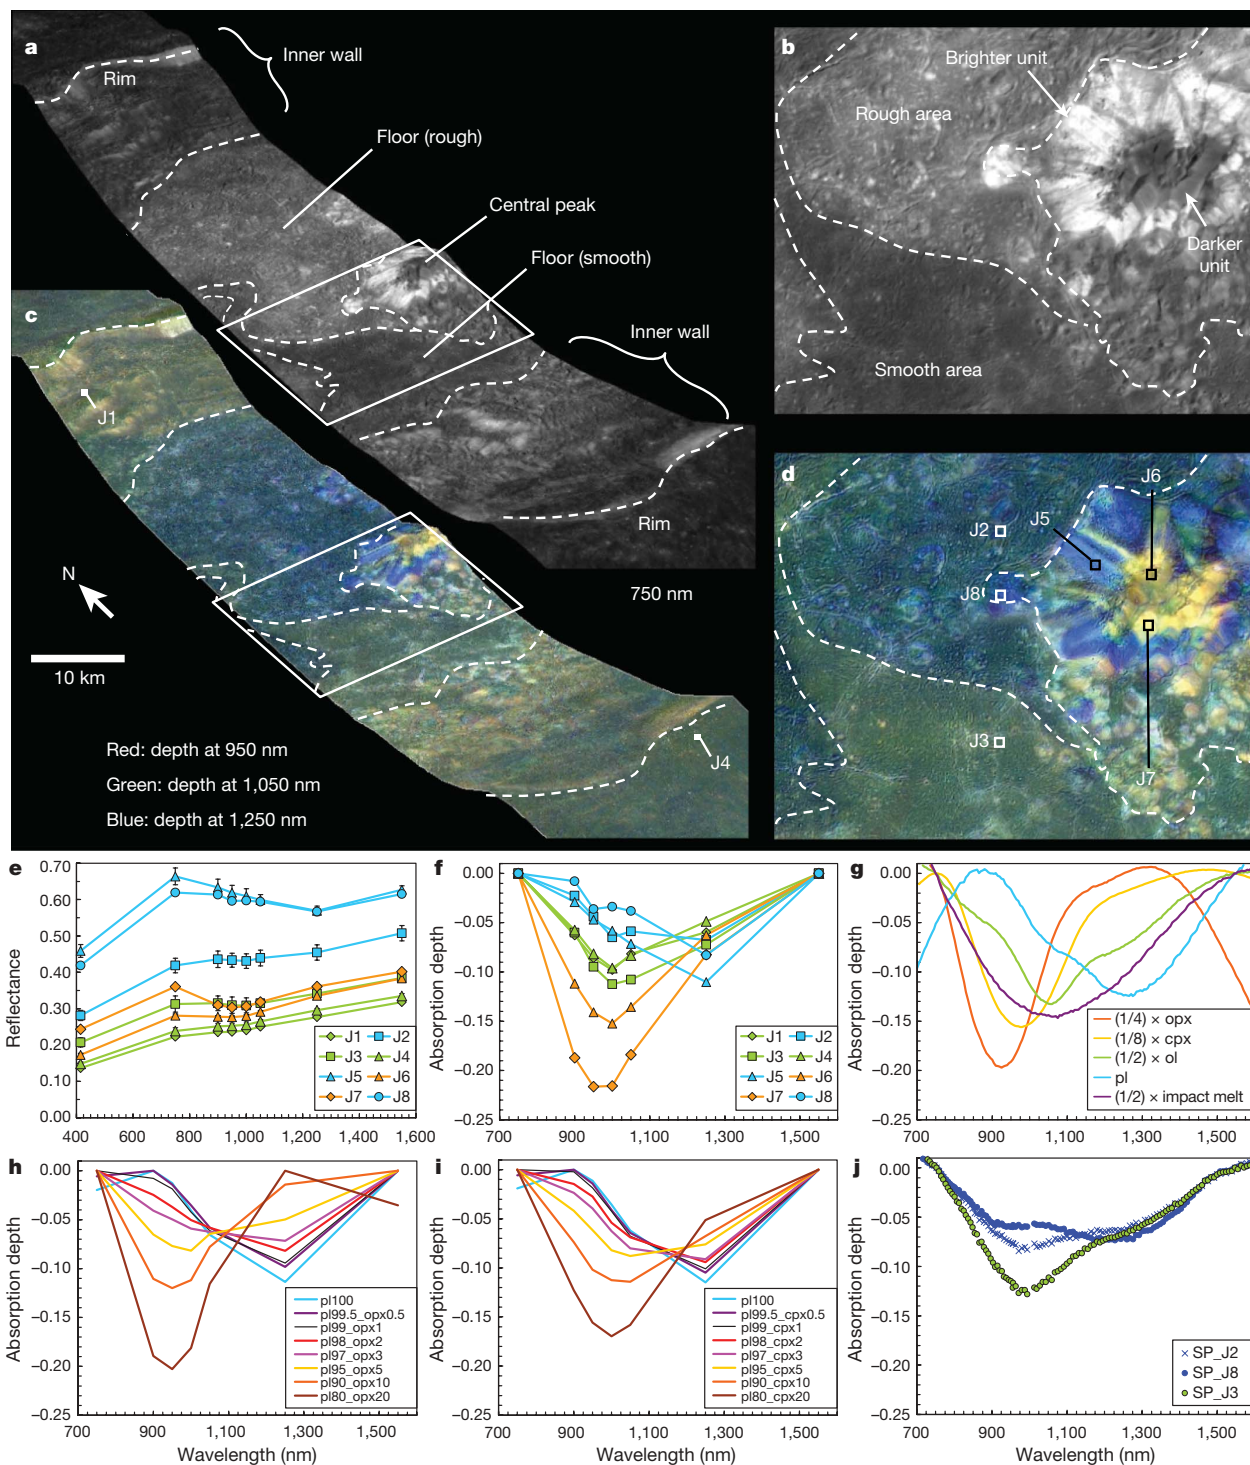 a
Rim
Inner wall
Floor (rough)
Central peak
Floor (smooth)
Inner wall
Rim
750 nm
b
Brighter unit
Rough area
Darker
unit
Smooth area
c
J1
N
10 km
Red: depth at 950 nm
Green: depth at 1,050 nm
Blue: depth at 1,250 nm
J4
d
J6
J5
J2
J8
J3
J7
e
Reflectance
0.70
0.60
0.50
0.40
0.30
0.20
0.10
0.00
400 600 800 1,000 1,200 1,400 1,600
J1 J2
J3 J4
J5 J6
J7 J8
f
Absorption depth
0.00
−0.05
−0.10
−0.15
−0.20
−0.25
700 900 1,100 1,300 1,500
J1 J2
J3 J4
J5 J6
J7 J8
g
Absorption depth
0.00
−0.05
−0.10
−0.15
−0.20
−0.25
700 900 1,100 1,300 1,500
(1/4) × opx
(1/8) × cpx
(1/2) × ol
pl
(1/2) × impact melt
h
Absorption depth
0.00
−0.05
−0.10
−0.15
−0.20
−0.25
700 900 1,100 1,300 1,500
Wavelength (nm)
pl100
pl99.5_opx0.5
pl99_opx1
pl98_opx2
pl97_opx3
pl95_opx5
pl90_opx10
pl80_opx20
i
Absorption depth
0.00
−0.05
−0.10
−0.15
−0.20
−0.25
700 900 1,100 1,300 1,500
Wavelength (nm)
pl100
pl99.5_cpx0.5
pl99_cpx1
pl98_cpx2
pl97_cpx3
pl95_cpx5
pl90_cpx10
pl80_cpx20
j
Absorption depth
0.00
−0.05
−0.10
−0.15
−0.20
−0.25
700 900 1,100 1,300 1,500
Wavelength (nm)
SP_J2
SP_J8
SP_J3